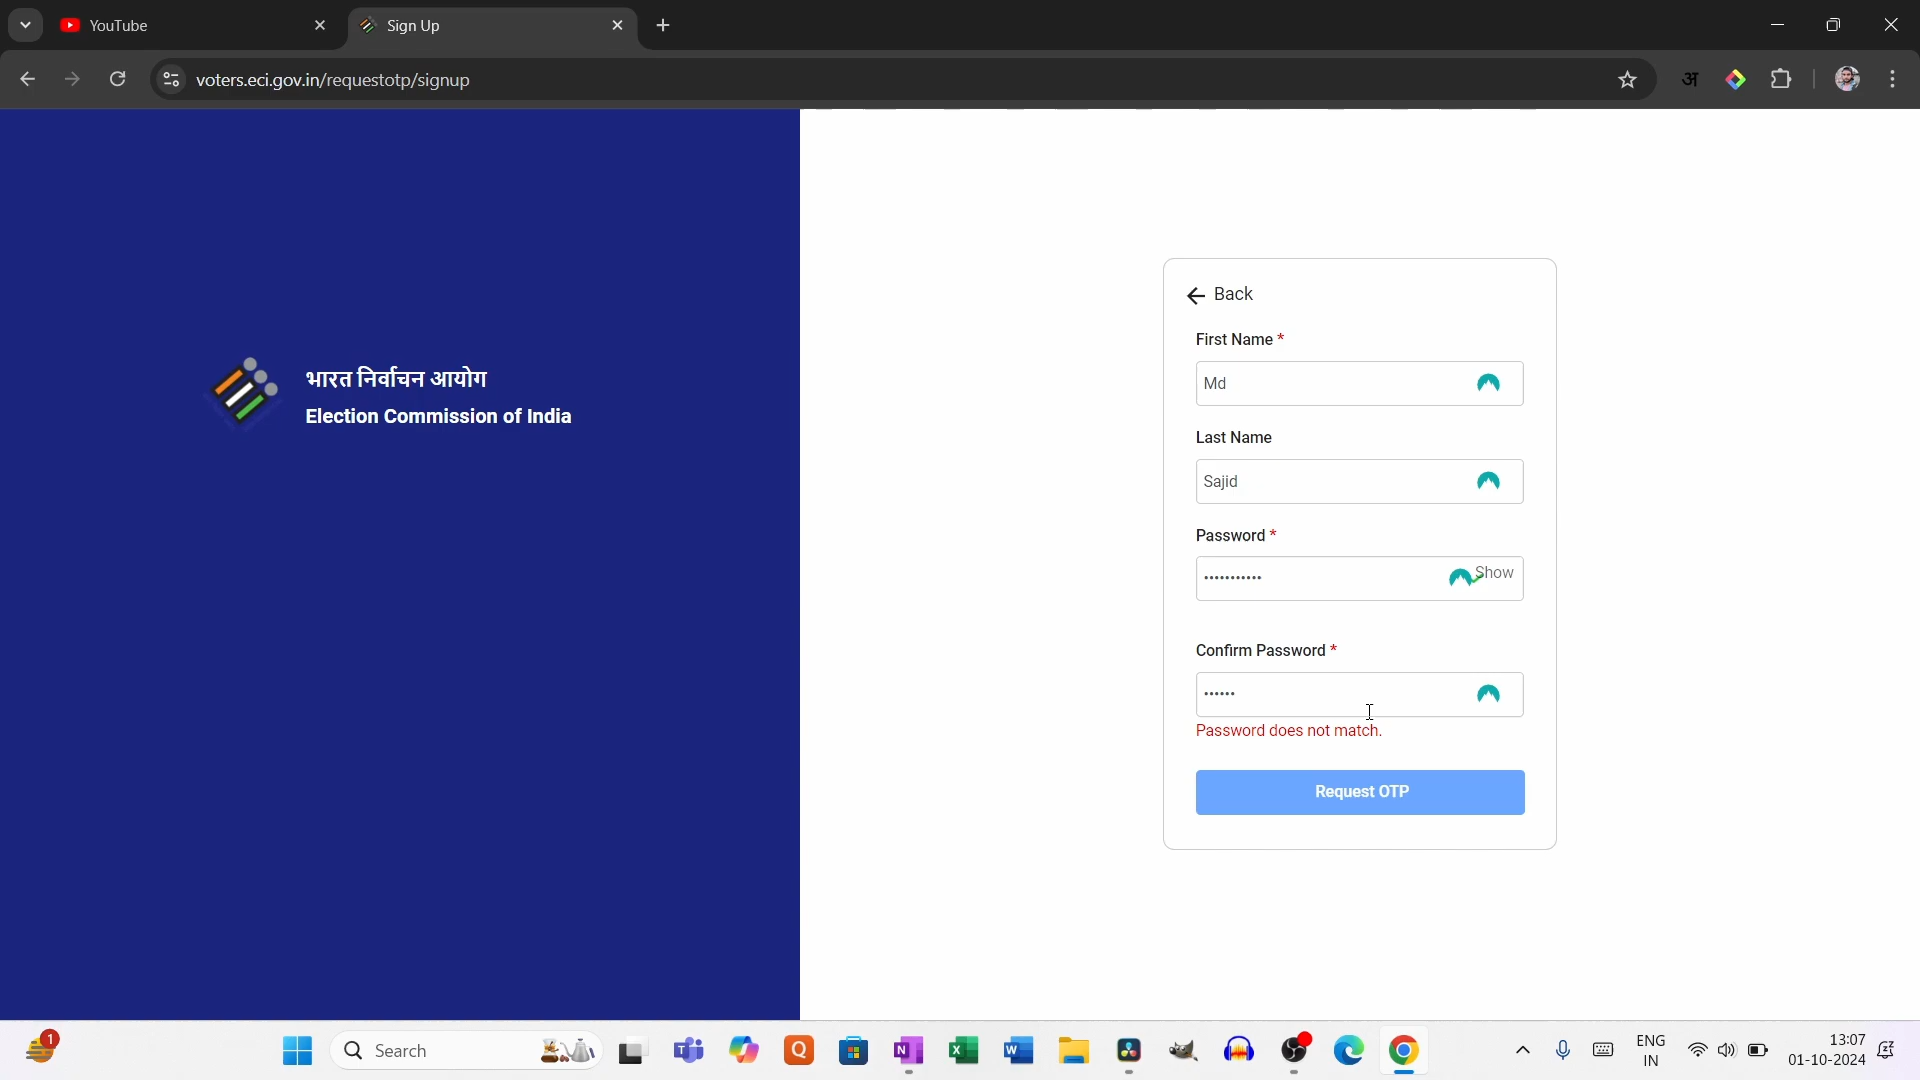 YouTube
Sign Up
voters.eci.gov.in/requestotp/signup
अ
भारत निर्वाचन आयोग
Election Commission of India
Back
First Name *
Md
Last Name
Sajid
Password *
•••••••••••
Show
Confirm Password *
••••••
Password does not match.
Request OTP
1
Search
ENG
IN
13:07
01-10-2024